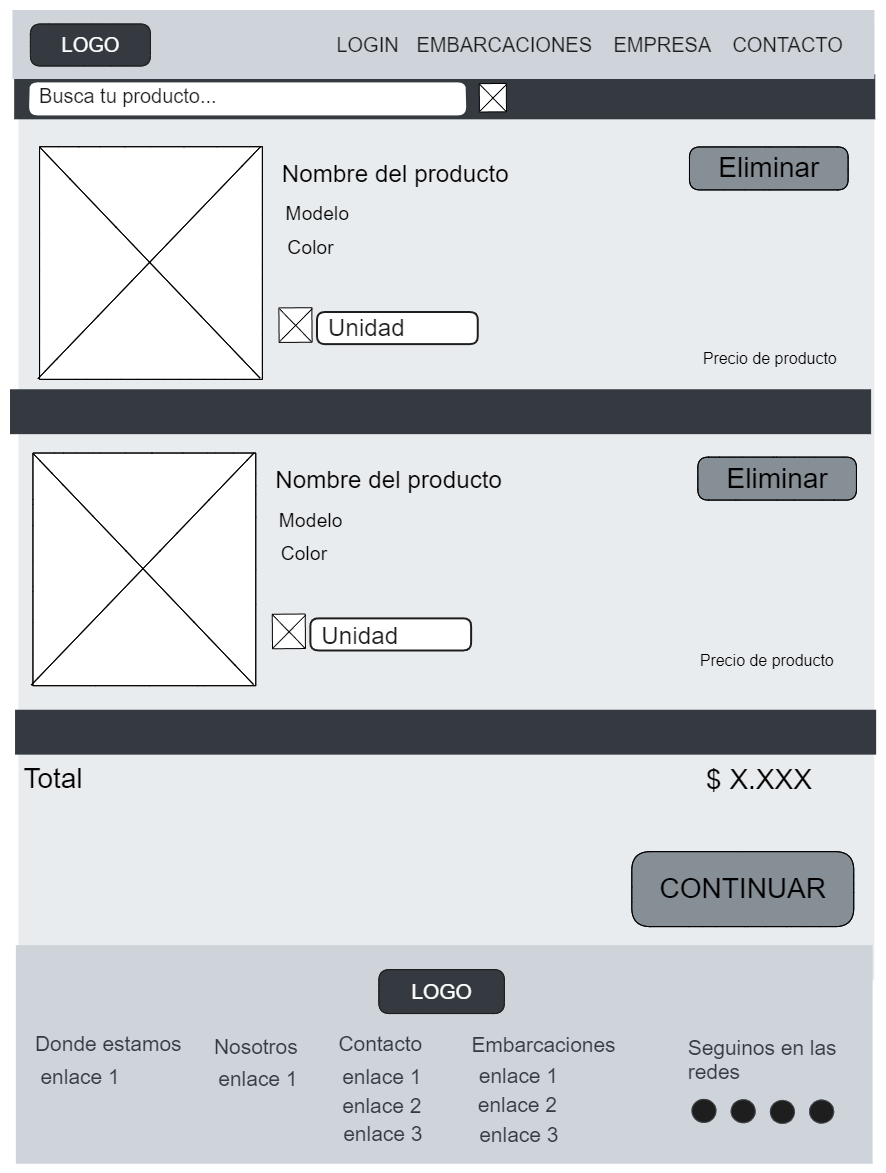 LOGO
LOGIN EMBARCACIONES EMPRESA CONTACTO
Busca tu producto...
Nombre del producto
Eliminar
Modelo
Color
Unidad
Precio de producto
Nombre del producto
Eliminar
Modelo
Color
Unidad
Precio de producto
Total
$ X.XXX
CONTINUAR
LOGO
Donde estamos
enlace 1
Nosotros
enlace 1
Contacto
enlace 1
enlace 2
enlace 3
Embarcaciones
enlace 1
enlace 2
enlace 3
Seguinos en las
redes